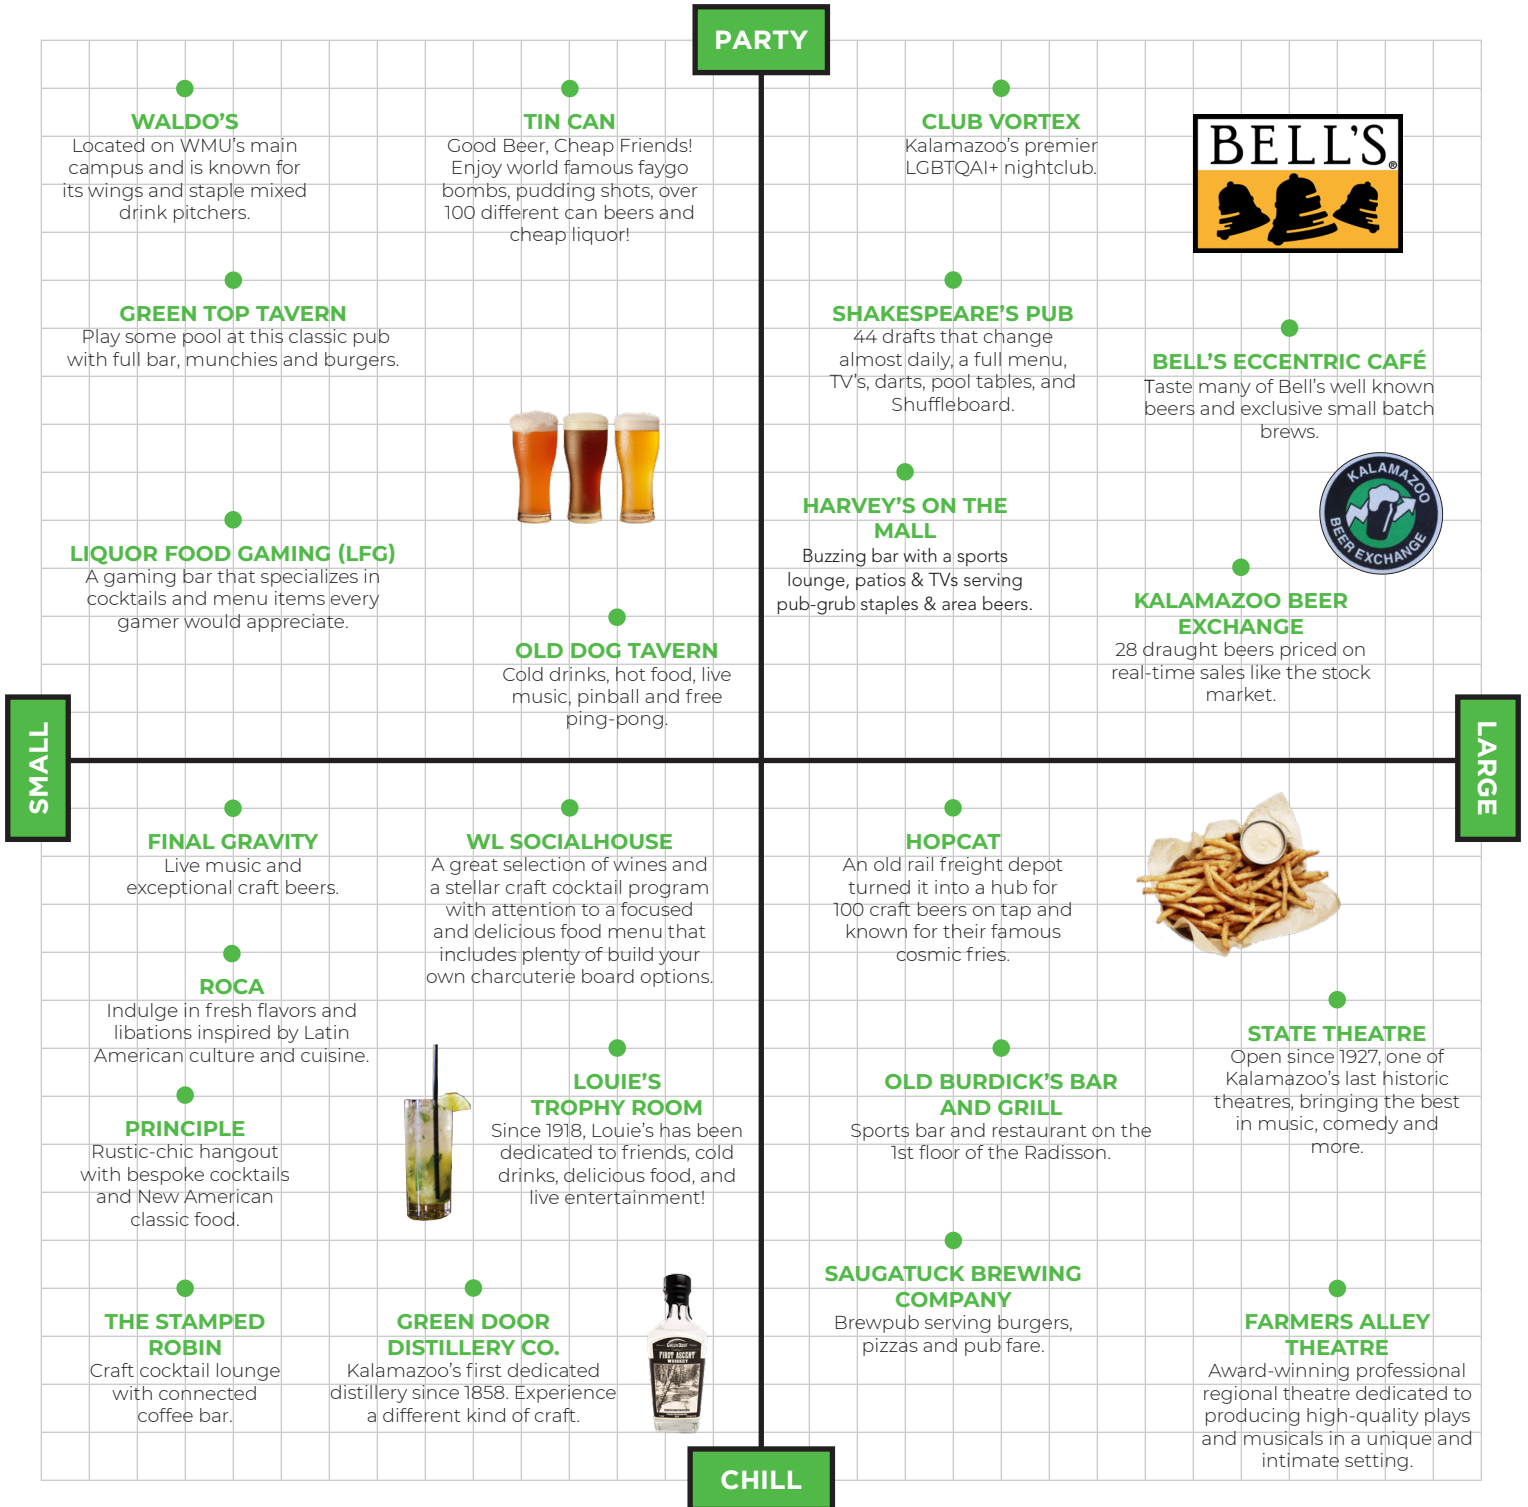 PARTY
WALDO'S
Located on WMU's main
campus and is known for
its wings and staple mixed
drink pitchers.
TIN CAN
Good Beer, Cheap Friends!
Enjoy world famous faygo
bombs, pudding shots, over
100 different can beers and
cheap liquor!
CLUB VORTEX
Kalamazoo's premier
LGBTQAI+ nightclub.
BELL'S®
GREEN TOP TAVERN
Play some pool at this classic pub
with full bar, munchies and burgers.
SHAKESPEARE'S PUB
44 drafts that change
almost daily, a full menu,
TV's, darts, pool tables, and
Shuffleboard.
BELL'S ECCENTRIC CAFÉ
Taste many of Bell's well known
beers and exclusive small batch
brews.
KALAMAZOO
BEER EXCHANGE
HARVEY'S ON THE
MALL
Buzzing bar with a sports
lounge, patios & TVs serving
pub-grub staples & area beers.
LIQUOR FOOD GAMING (LFG)
A gaming bar that specializes in
cocktails and menu items every
gamer would appreciate.
KALAMAZOO BEER
EXCHANGE
28 draught beers priced on
real-time sales like the stock
market.
OLD DOG TAVERN
Cold drinks, hot food, live
music, pinball and free
ping-pong.
SMALL
LARGE
FINAL GRAVITY
Live music and
exceptional craft beers.
WL SOCIALHOUSE
A great selection of wines and
a stellar craft cocktail program
with attention to a focused
and delicious food menu that
includes plenty of build your
own charcuterie board options.
HOPCAT
An old rail freight depot
turned it into a hub for
100 craft beers on tap and
known for their famous
cosmic fries.
ROCA
Indulge in fresh flavors and
libations inspired by Latin
American culture and cuisine.
STATE THEATRE
Open since 1927, one of
Kalamazoo's last historic
theatres, bringing the best
in music, comedy and
more.
LOUIE'S
TROPHY ROOM
Since 1918, Louie's has been
dedicated to friends, cold
drinks, delicious food, and
live entertainment!
OLD BURDICK'S BAR
AND GRILL
Sports bar and restaurant on the
1st floor of the Radisson.
PRINCIPLE
Rustic-chic hangout
with bespoke cocktails
and New American
classic food.
SAUGATUCK BREWING
COMPANY
Brewpub serving burgers,
pizzas and pub fare.
THE STAMPED
ROBIN
Craft cocktail lounge
with connected
coffee bar.
GREEN DOOR
DISTILLERY CO.
Kalamazoo's first dedicated
distillery since 1858. Experience
a different kind of craft.
FIRST ASCENT
WHISKEY
FARMERS ALLEY
THEATRE
Award-winning professional
regional theatre dedicated to
producing high-quality plays
and musicals in a unique and
intimate setting.
CHILL